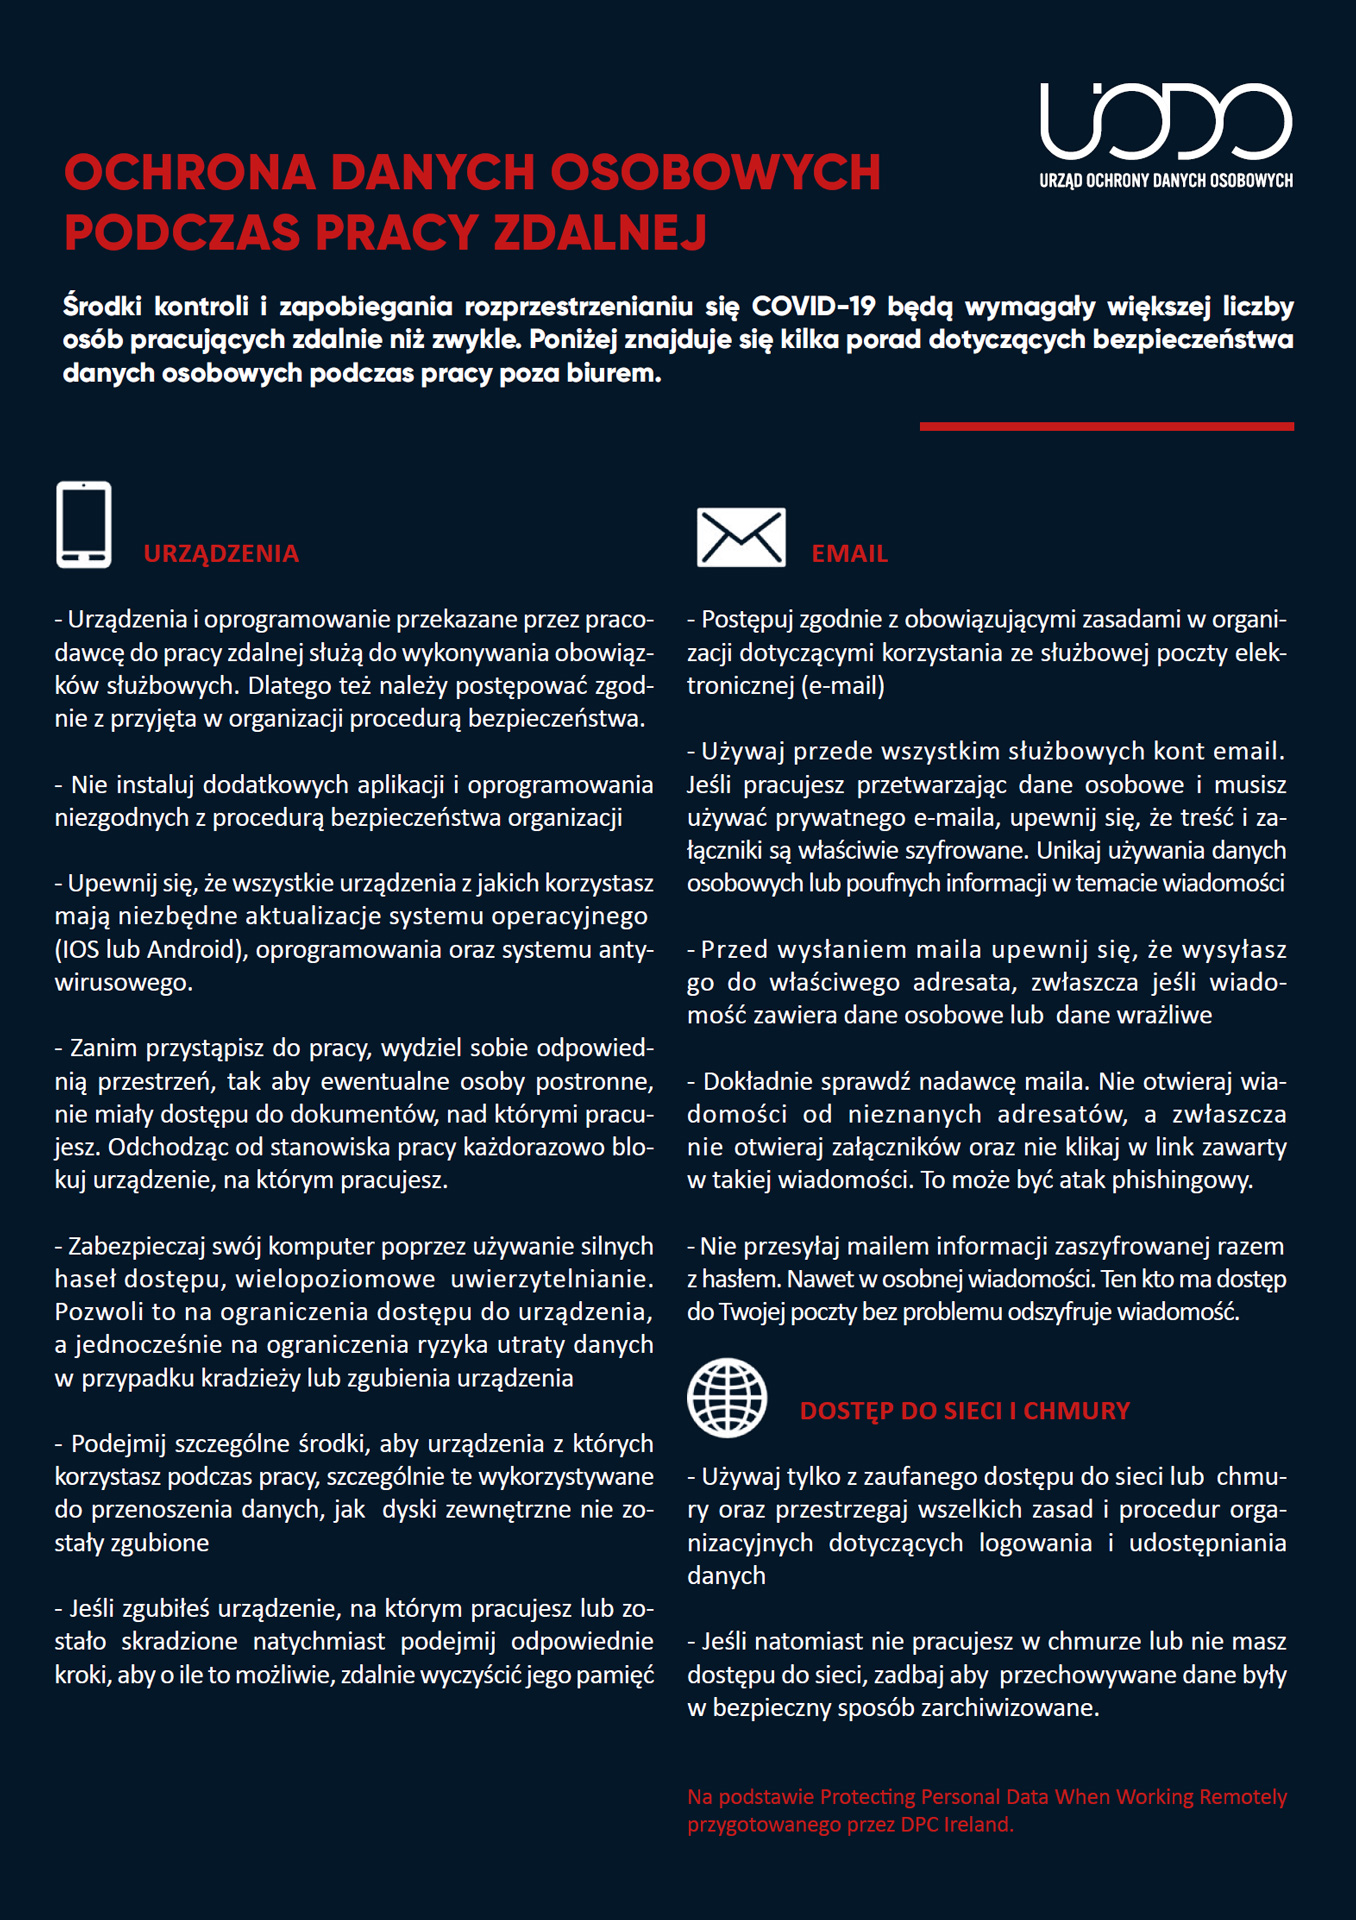 UODO
URZĄD OCHRONY DANYCH OSOBOWYCH
OCHRONA DANYCH OSOBOWYCH
PODCZAS PRACY ZDALNEJ
Środki kontroli i zapobiegania rozprzestrzenianiu się COVID-19 będą wymagały większej liczby
osób pracujących zdalnie niż zwykle. Poniżej znajduje się kilka porad dotyczących bezpieczeństwa
danych osobowych podczas pracy poza biurem.
URZĄDZENIA
- Urządzenia i oprogramowanie przekazane przez praco-
dawcę do pracy zdalnej służą do wykonywania obowiąz-
ków służbowych. Dlatego też należy postępować zgod-
nie z przyjęta w organizacji procedurą bezpieczeństwa.
- Nie instaluj dodatkowych aplikacji i oprogramowania
niezgodnych z procedurą bezpieczeństwa organizacji
- Upewnij się, że wszystkie urządzenia z jakich korzystasz
mają niezbędne aktualizacje systemu operacyjnego
(IOS lub Android), oprogramowania oraz systemu anty-
wirusowego.
- Zanim przystąpisz do pracy, wydziel sobie odpowied-
nią przestrzeń, tak aby ewentualne osoby postronne,
nie miały dostępu do dokumentów, nad którymi pracu-
jesz. Odchodząc od stanowiska pracy każdorazowo blo-
kuj urządzenie, na którym pracujesz.
- Zabezpieczaj swój komputer poprzez używanie silnych
haseł dostępu, wielopoziomowe uwierzytelnianie.
Pozwoli to na ograniczenia dostępu do urządzenia,
a jednocześnie na ograniczenia ryzyka utraty danych
w przypadku kradzieży lub zgubienia urządzenia
- Podejmij szczególne środki, aby urządzenia z których
korzystasz podczas pracy, szczególnie te wykorzystywane
do przenoszenia danych, jak dyski zewnętrzne nie zo-
stały zgubione
- Jeśli zgubiłeś urządzenie, na którym pracujesz lub zo-
stało skradzione natychmiast podejmij odpowiednie
kroki, aby o ile to możliwie, zdalnie wyczyścić jego pamięć
EMAIL
- Postępuj zgodnie z obowiązującymi zasadami w organi-
zacji dotyczącymi korzystania ze służbowej poczty elek-
tronicznej (e-mail)
- Używaj przede wszystkim służbowych kont email.
Jeśli pracujesz przetwarzając dane osobowe i musisz
używać prywatnego e-maila, upewnij się, że treść i za-
łączniki są właściwie szyfrowane. Unikaj używania danych
osobowych lub poufnych informacji w temacie wiadomości
- Przed wysłaniem maila upewnij się, że wysyłasz
go do właściwego adresata, zwłaszcza jeśli wiado-
mość zawiera dane osobowe lub dane wrażliwe
- Dokładnie sprawdź nadawcę maila. Nie otwieraj wia-
domości od nieznanych adresatów, a zwłaszcza
nie otwieraj załączników oraz nie klikaj w link zawarty
w takiej wiadomości. To może być atak phishingowy.
- Nie przesyłaj mailem informacji zaszyfrowanej razem
z hasłem. Nawet w osobnej wiadomości. Ten kto ma dostęp
do Twojej poczty bez problemu odszyfruje wiadomość.
DOSTĘP DO SIECI I CHMURY
- Używaj tylko z zaufanego dostępu do sieci lub chmu-
ry oraz przestrzegaj wszelkich zasad i procedur orga-
nizacyjnych dotyczących logowania i udostępniania
danych
- Jeśli natomiast nie pracujesz w chmurze lub nie masz
dostępu do sieci, zadbaj aby przechowywane dane były
w bezpieczny sposób zarchiwizowane.
Na podstawie Protecting Personal Data When Working Remotely
przygotowanego przez DPC Ireland.